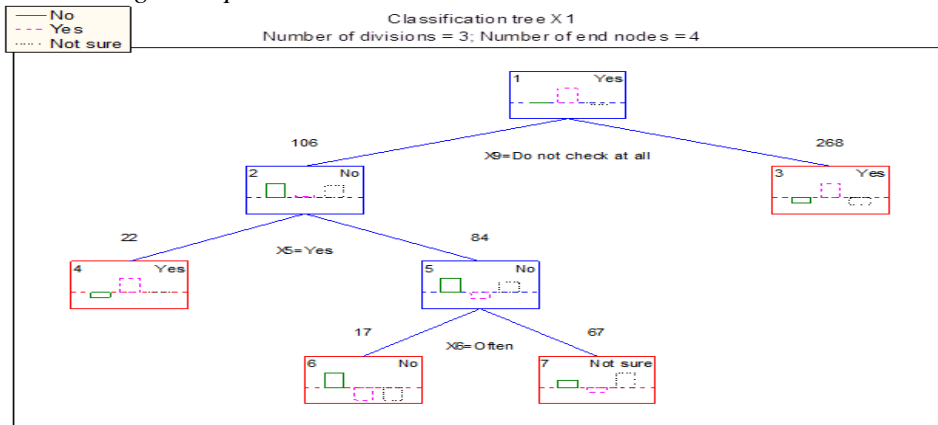 No
Yes
Not sure
Classification tree X1
Number of divisions = 3; Number of end nodes = 4
1 Yes
106 268
X9=Do not check at all
2 No
3 Yes
22 84
X5=Yes
4 Yes
5 No
17 67
X6=Often
6 No
7 Not sure